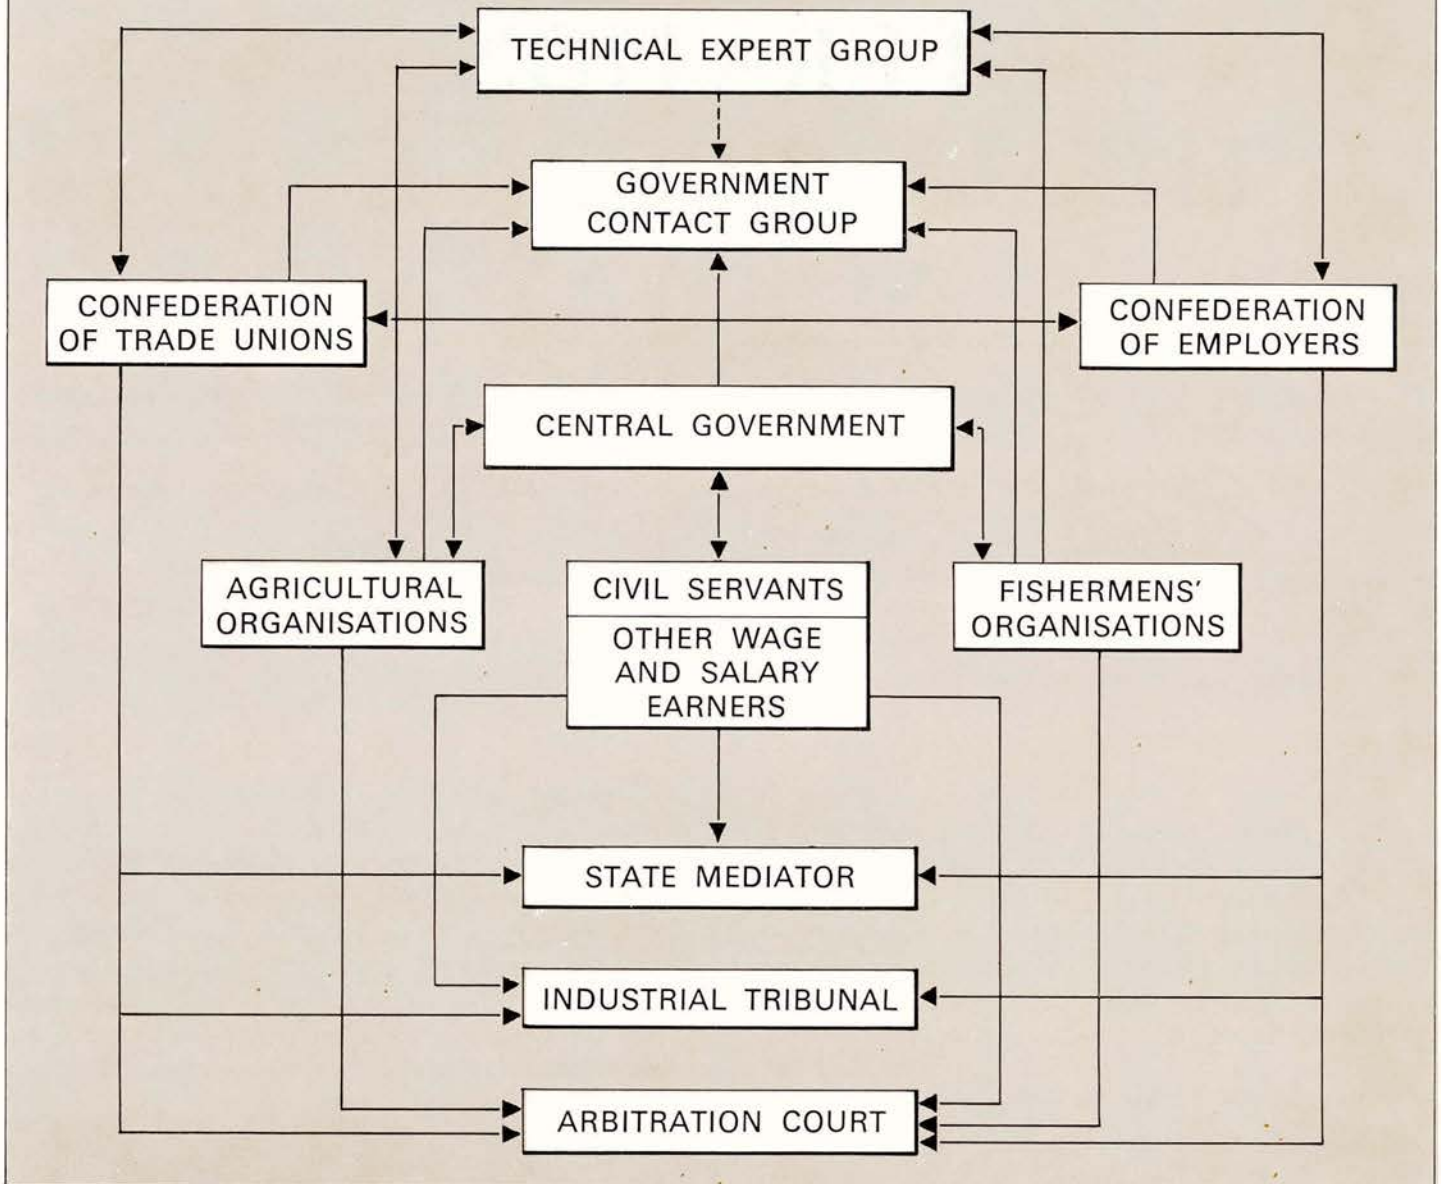 TECHNICAL EXPERT GROUP
GOVERNMENT
CONTACT GROUP
CONFEDERATION
OF TRADE UNIONS
CONFEDERATION
OF EMPLOYERS
CENTRAL GOVERNMENT
AGRICULTURAL
ORGANISATIONS
CIVIL SERVANTS
OTHER WAGE
AND SALARY
EARNERS
FISHERMENS'
ORGANISATIONS
STATE MEDIATOR
INDUSTRIAL TRIBUNAL
ARBITRATION COURT